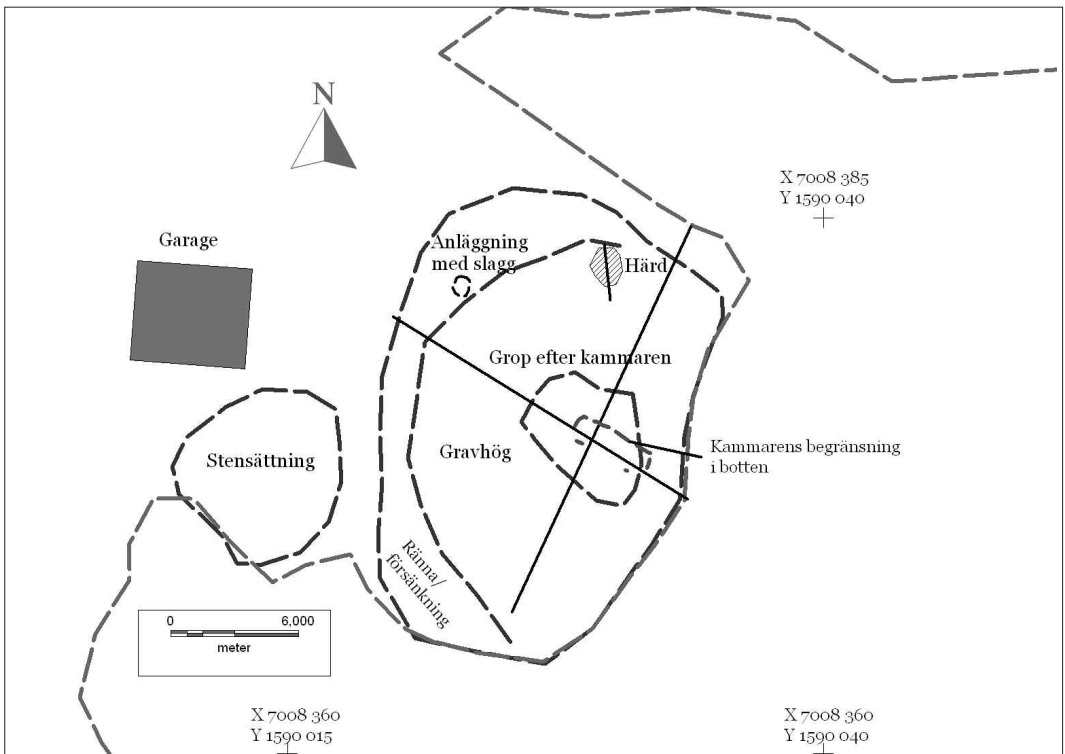 N
X 7008 385
Y 1590 040
Garage
Anläggning
med slagg
Härd
Grop efter kammaren
Kammarens begränsning
i botten
Gravhög
Stensättning
Ränna/
försänkning
0 6,000
meter
X 7008 360
Y 1590 015
X 7008 360
Y 1590 040